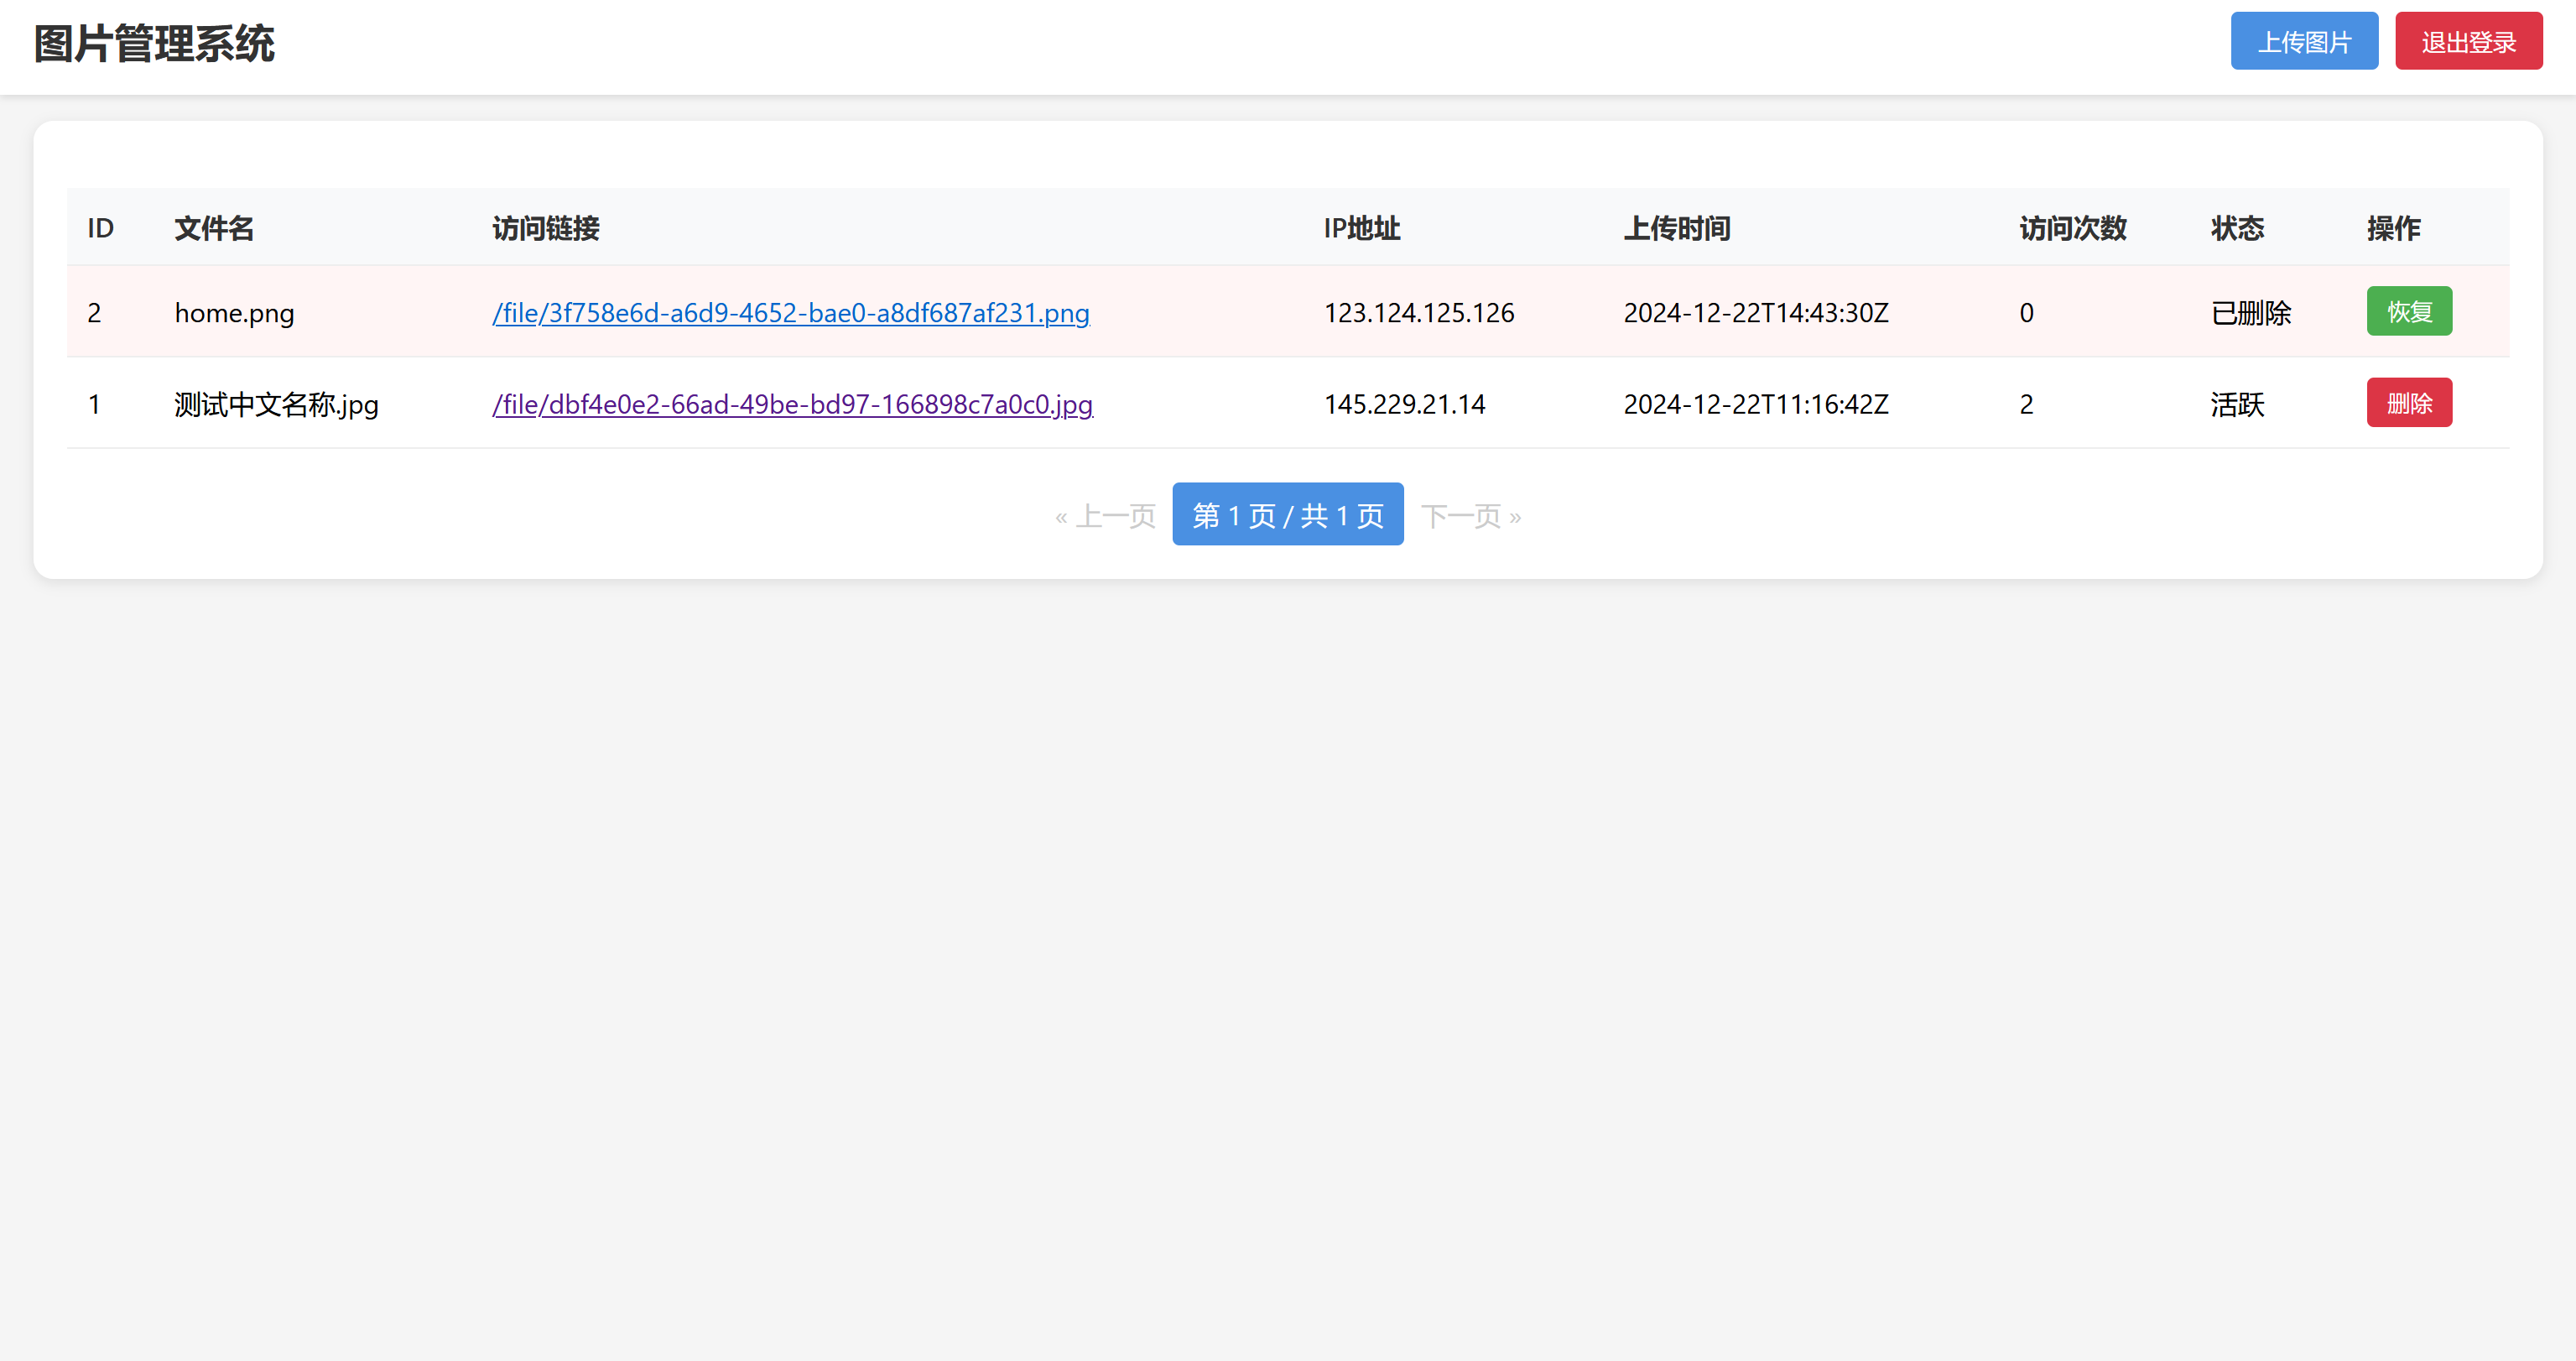 图片管理系统 上传图片 退出登录
ID 文件名 访问链接 IP地址 上传时间 访问次数 状态 操作
2 home.png /file/3f758e6d-a6d9-4652-bae0-a8df687af231.png 123.124.125.126 2024-12-22T14:43:30Z 0 已删除 恢复
1 测试中文名称.jpg /file/dbf4e0e2-66ad-49be-bd97-166898c7a0c0.jpg 145.229.21.14 2024-12-22T11:16:42Z 2 活跃 删除
« 上一页 第 1 页 / 共 1 页 下一页 »